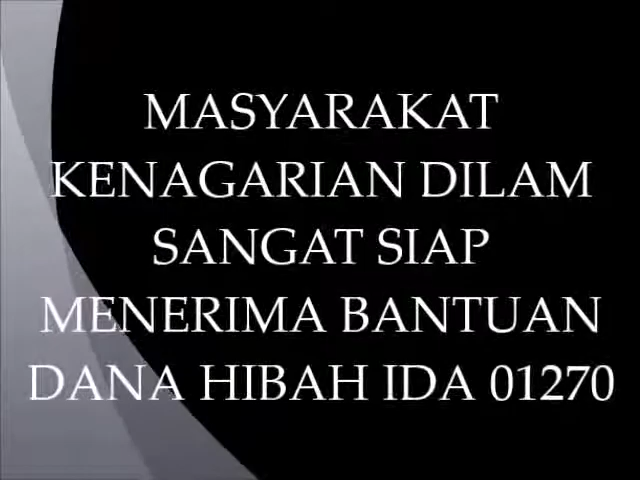 MASYARAKAT
KENAGARIAN DILAM
SANGAT SIAP
MENERIMA BANTUAN
DANA HIBAH IDA 01270